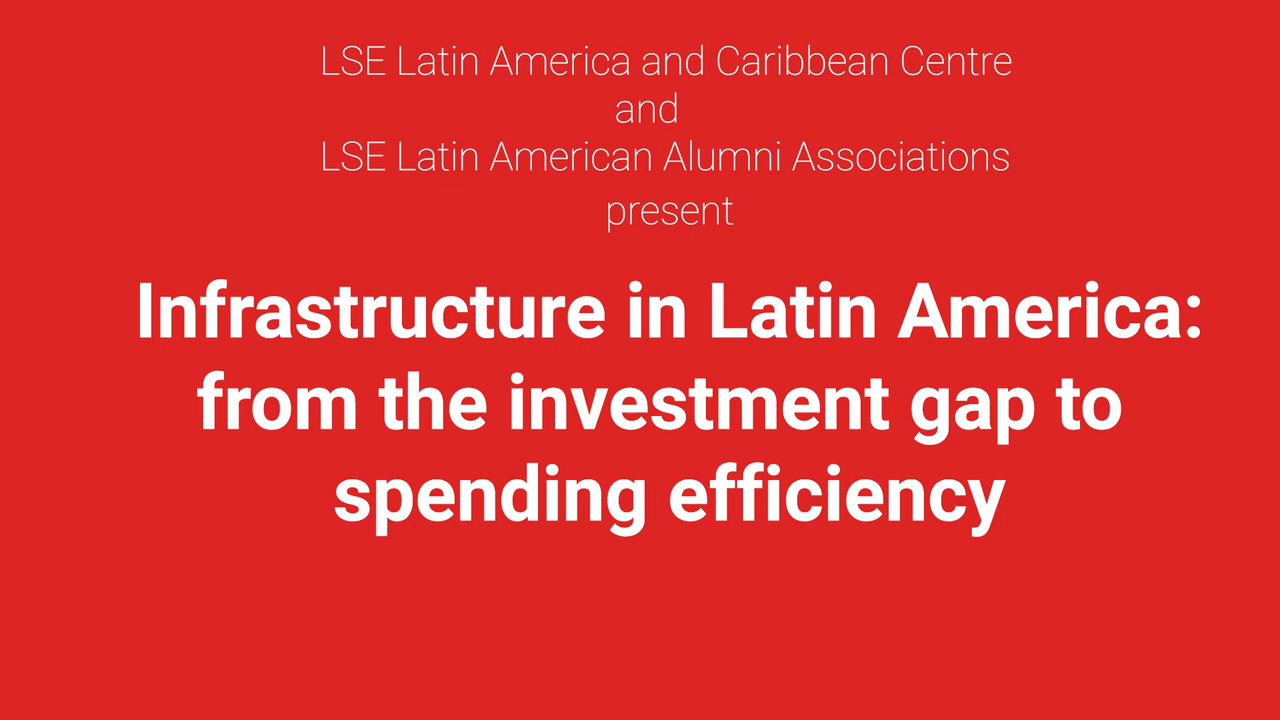 LSE Latin America and Caribbean Centre
and
LSE Latin American Alumni Associations
present
Infrastructure in Latin America:
from the investment gap to
spending efficiency